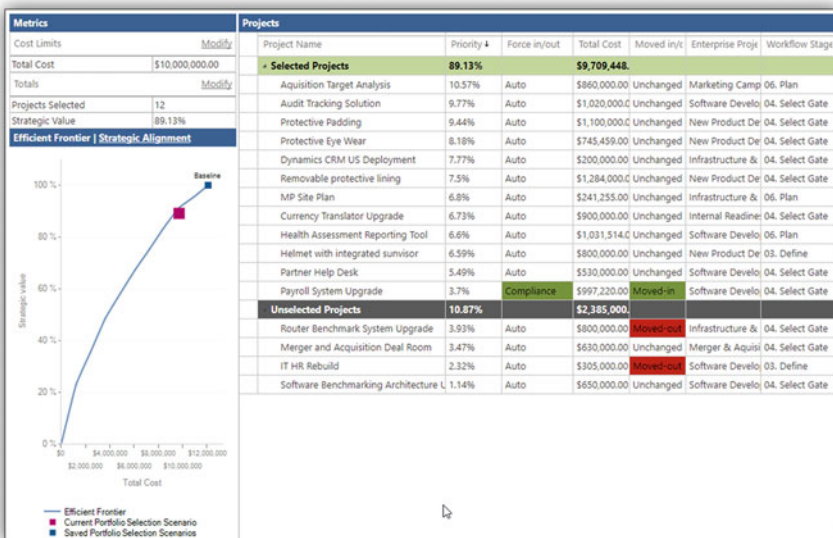 Metrics
Cost Limits Modify
Total Cost $10,000,000.00
Totals Modify
Projects Selected 12
Strategic Value 89.13%
Efficient Frontier | Strategic Alignment
Baseline
100 %
80 %
60 %
40 %
20 %
0 %
Strategic value
$0 $4,000,000 $8,000,000 $12,000,000
$2,000,000 $6,000,000 $10,000,000
Total Cost
Efficient Frontier
Current Portfolio Selection Scenario
Saved Portfolio Selection Scenarios
Projects
Project Name Priority Force in/out Total Cost Moved in/o Enterprise Proje Workflow Stage
Selected Projects 89.13% $9,709,448.
Aquisition Target Analysis 10.57% Auto $860,000.00 Unchanged Marketing Camp 06. Plan
Audit Tracking Solution 9.77% Auto $1,020,000.0 Unchanged Software Develo 04. Select Gate
Protective Padding 9.44% Auto $1,100,000.0 Unchanged New Product De 04. Select Gate
Protective Eye Wear 8.18% Auto $745,459.00 Unchanged New Product De 04. Select Gate
Dynamics CRM US Deployment 7.77% Auto $200,000.00 Unchanged Infrastructure & 04. Select Gate
Removable protective lining 7.5% Auto $1,284,000.0 Unchanged New Product De 04. Select Gate
MP Site Plan 6.8% Auto $241,255.00 Unchanged Infrastructure & 06. Plan
Currency Translator Upgrade 6.73% Auto $900,000.00 Unchanged Internal Readine 04. Select Gate
Health Assessment Reporting Tool 6.6% Auto $1,031,514.0 Unchanged Software Develo 06. Plan
Helmet with integrated sunvisor 6.59% Auto $800,000.00 Unchanged New Product De 03. Define
Partner Help Desk 5.49% Auto $530,000.00 Unchanged Software Develo 04. Select Gate
Payroll System Upgrade 3.7% Compliance $997,220.00 Moved-in Software Develo 04. Select Gate
Unselected Projects 10.87% $2,385,000.
Router Benchmark System Upgrade 3.93% Auto $800,000.00 Moved-out Infrastructure & 04. Select Gate
Merger and Acquisition Deal Room 3.47% Auto $630,000.00 Unchanged Merger & Aquisi 04. Select Gate
IT HR Rebuild 2.32% Auto $305,000.00 Moved-out Software Develo 03. Define
Software Benchmarking Architecture U 1.14% Auto $650,000.00 Unchanged Software Develo 04. Select Gate